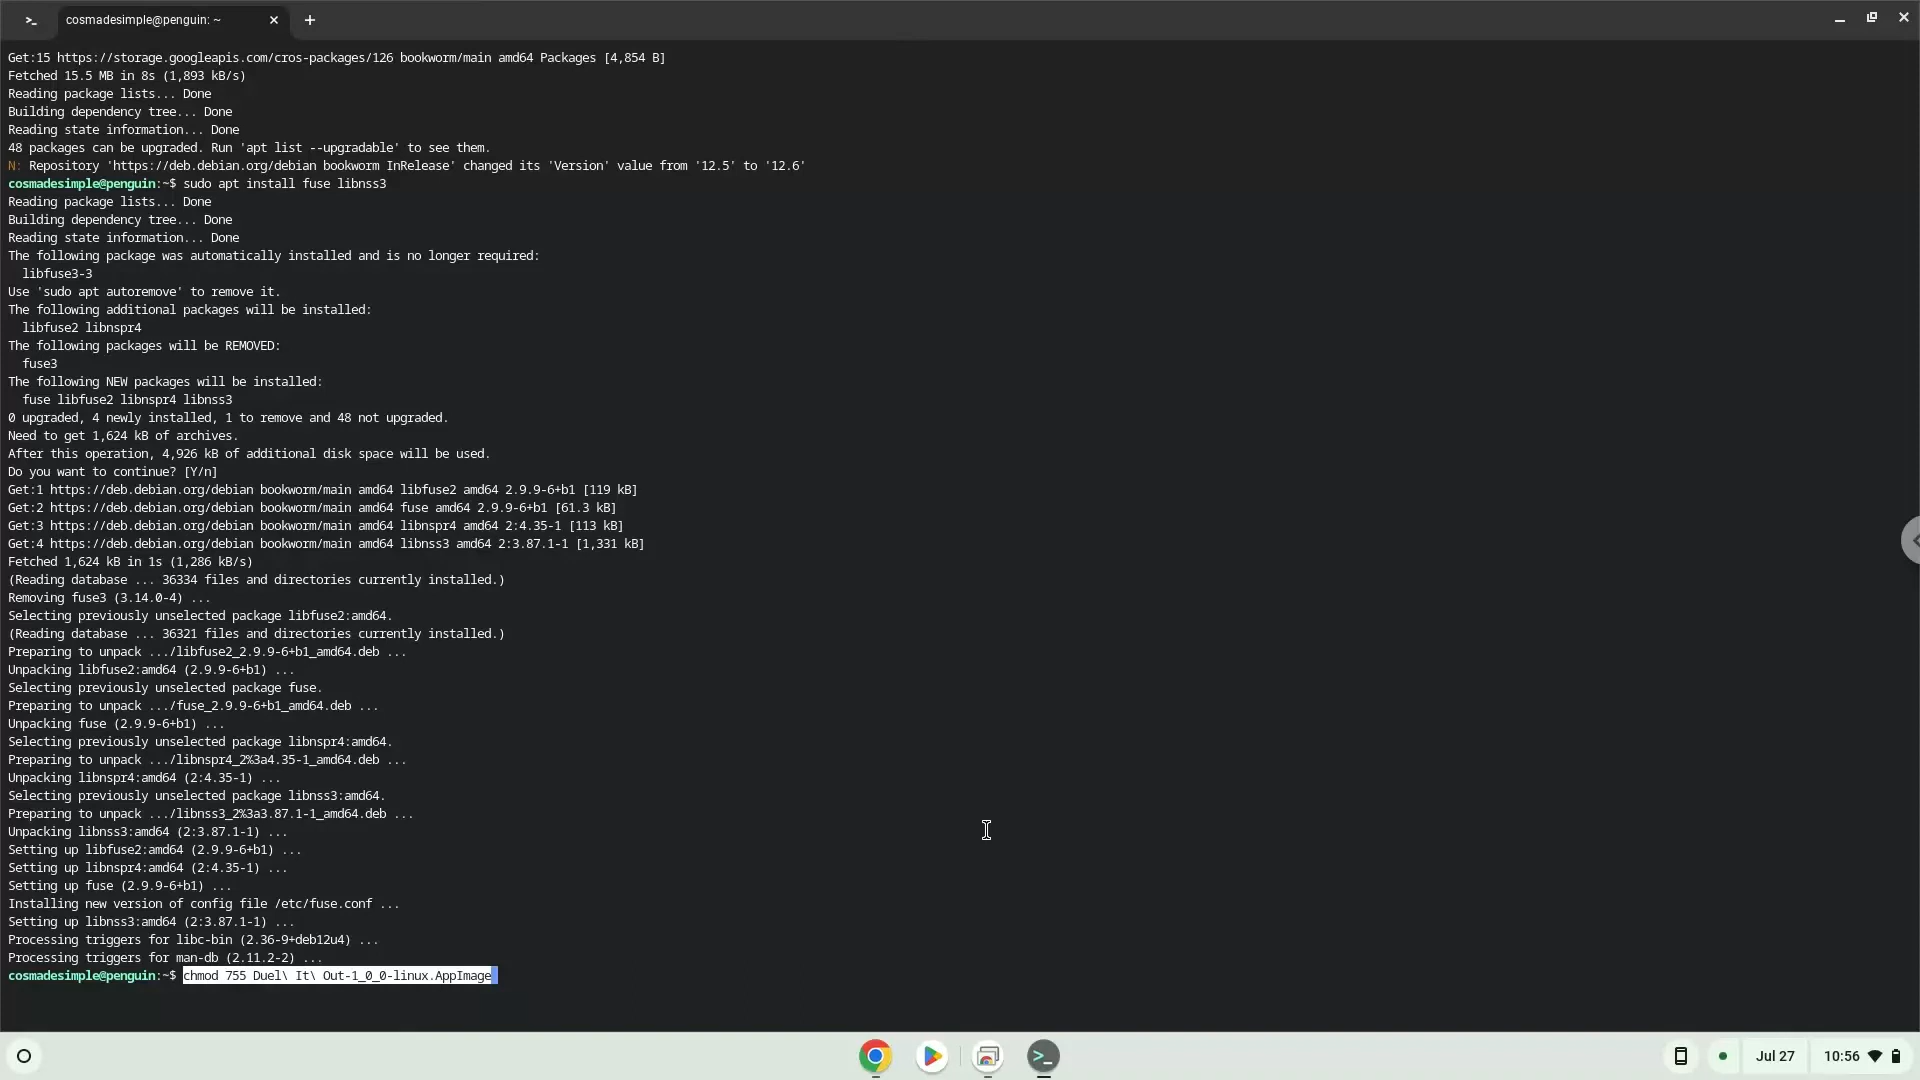 cosmadesimple@penguin: ~
Get:15 https://storage.googleapis.com/cros-packages/126 bookworm/main amd64 Packages [4,854 B]
Fetched 15.5 MB in 8s (1,893 kB/s)
Reading package lists... Done
Building dependency tree... Done
Reading state information... Done
48 packages can be upgraded. Run 'apt list --upgradable' to see them.
N: Repository 'https://deb.debian.org/debian bookworm InRelease' changed its 'Version' value from '12.5' to '12.6'
cosmadesimple@penguin:~$ sudo apt install fuse libnss3
Reading package lists... Done
Building dependency tree... Done
Reading state information... Done
The following package was automatically installed and is no longer required:
  libfuse3-3
Use 'sudo apt autoremove' to remove it.
The following additional packages will be installed:
  libfuse2 libnspr4
The following packages will be REMOVED:
  fuse3
The following NEW packages will be installed:
  fuse libfuse2 libnspr4 libnss3
0 upgraded, 4 newly installed, 1 to remove and 48 not upgraded.
Need to get 1,624 kB of archives.
After this operation, 4,926 kB of additional disk space will be used.
Do you want to continue? [Y/n]
Get:1 https://deb.debian.org/debian bookworm/main amd64 libfuse2 amd64 2.9.9-6+b1 [119 kB]
Get:2 https://deb.debian.org/debian bookworm/main amd64 fuse amd64 2.9.9-6+b1 [61.3 kB]
Get:3 https://deb.debian.org/debian bookworm/main amd64 libnspr4 amd64 2:4.35-1 [113 kB]
Get:4 https://deb.debian.org/debian bookworm/main amd64 libnss3 amd64 2:3.87.1-1 [1,331 kB]
Fetched 1,624 kB in 1s (1,286 kB/s)
(Reading database ... 36334 files and directories currently installed.)
Removing fuse3 (3.14.0-4) ...
Selecting previously unselected package libfuse2:amd64.
(Reading database ... 36321 files and directories currently installed.)
Preparing to unpack .../libfuse2_2.9.9-6+b1_amd64.deb ...
Unpacking libfuse2:amd64 (2.9.9-6+b1) ...
Selecting previously unselected package fuse.
Preparing to unpack .../fuse_2.9.9-6+b1_amd64.deb ...
Unpacking fuse (2.9.9-6+b1) ...
Selecting previously unselected package libnspr4:amd64.
Preparing to unpack .../libnspr4_2%3a4.35-1_amd64.deb ...
Unpacking libnspr4:amd64 (2:4.35-1) ...
Selecting previously unselected package libnss3:amd64.
Preparing to unpack .../libnss3_2%3a3.87.1-1_amd64.deb ...
Unpacking libnss3:amd64 (2:3.87.1-1) ...
Setting up libfuse2:amd64 (2.9.9-6+b1) ...
Setting up libnspr4:amd64 (2:4.35-1) ...
Setting up fuse (2.9.9-6+b1) ...
Installing new version of config file /etc/fuse.conf ...
Setting up libnss3:amd64 (2:3.87.1-1) ...
Processing triggers for libc-bin (2.36-9+deb12u4) ...
Processing triggers for man-db (2.11.2-2) ...
cosmadesimple@penguin:~$ chmod 755 Duel\ It\ Out-1_0_0-linux.AppImage
Jul 27
10:56